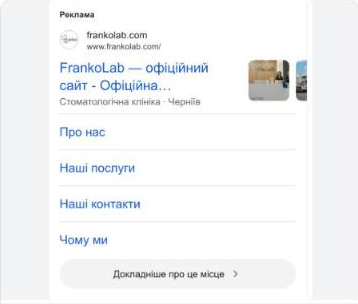 Реклама
frankolab.com
www.frankolab.com/
FrankoLab — офіційний
сайт - Офіційна…
Стоматологічна клініка · Черніїв
Про нас
Наші послуги
Наші контакти
Чому ми
Докладніше про це місце